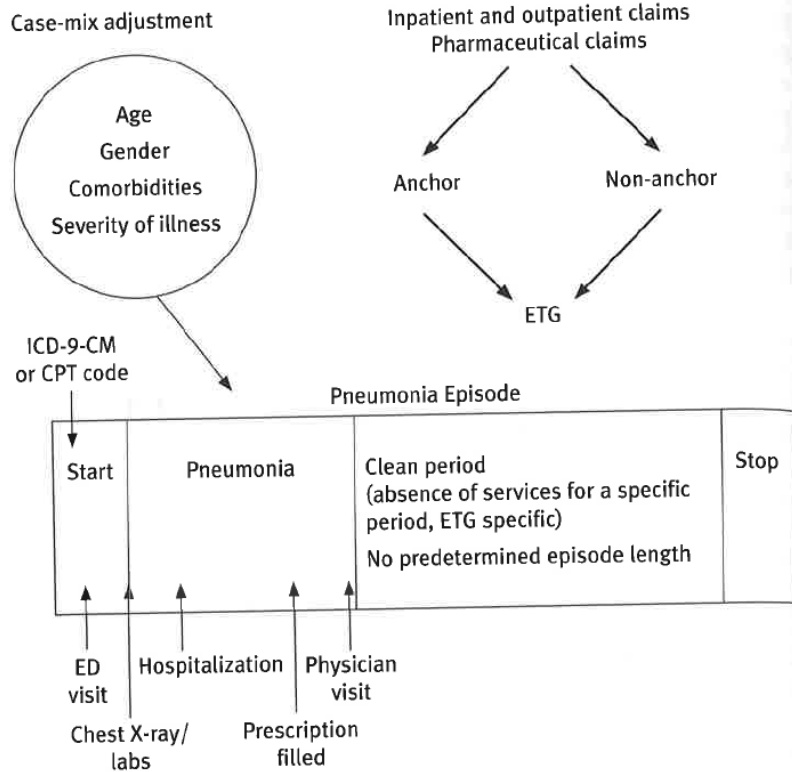 Case-mix adjustment
Age
Gender
Comorbidities
Severity of illness
Inpatient and outpatient claims
Pharmaceutical claims
Anchor
Non-anchor
ETG
ICD-9-CM
or CPT code
Pneumonia Episode
Start
Pneumonia
Clean period
(absence of services for a specific
period, ETG specific)
No predetermined episode length
Stop
ED
visit
Chest X-ray/
labs
Hospitalization
Prescription
filled
Physician
visit